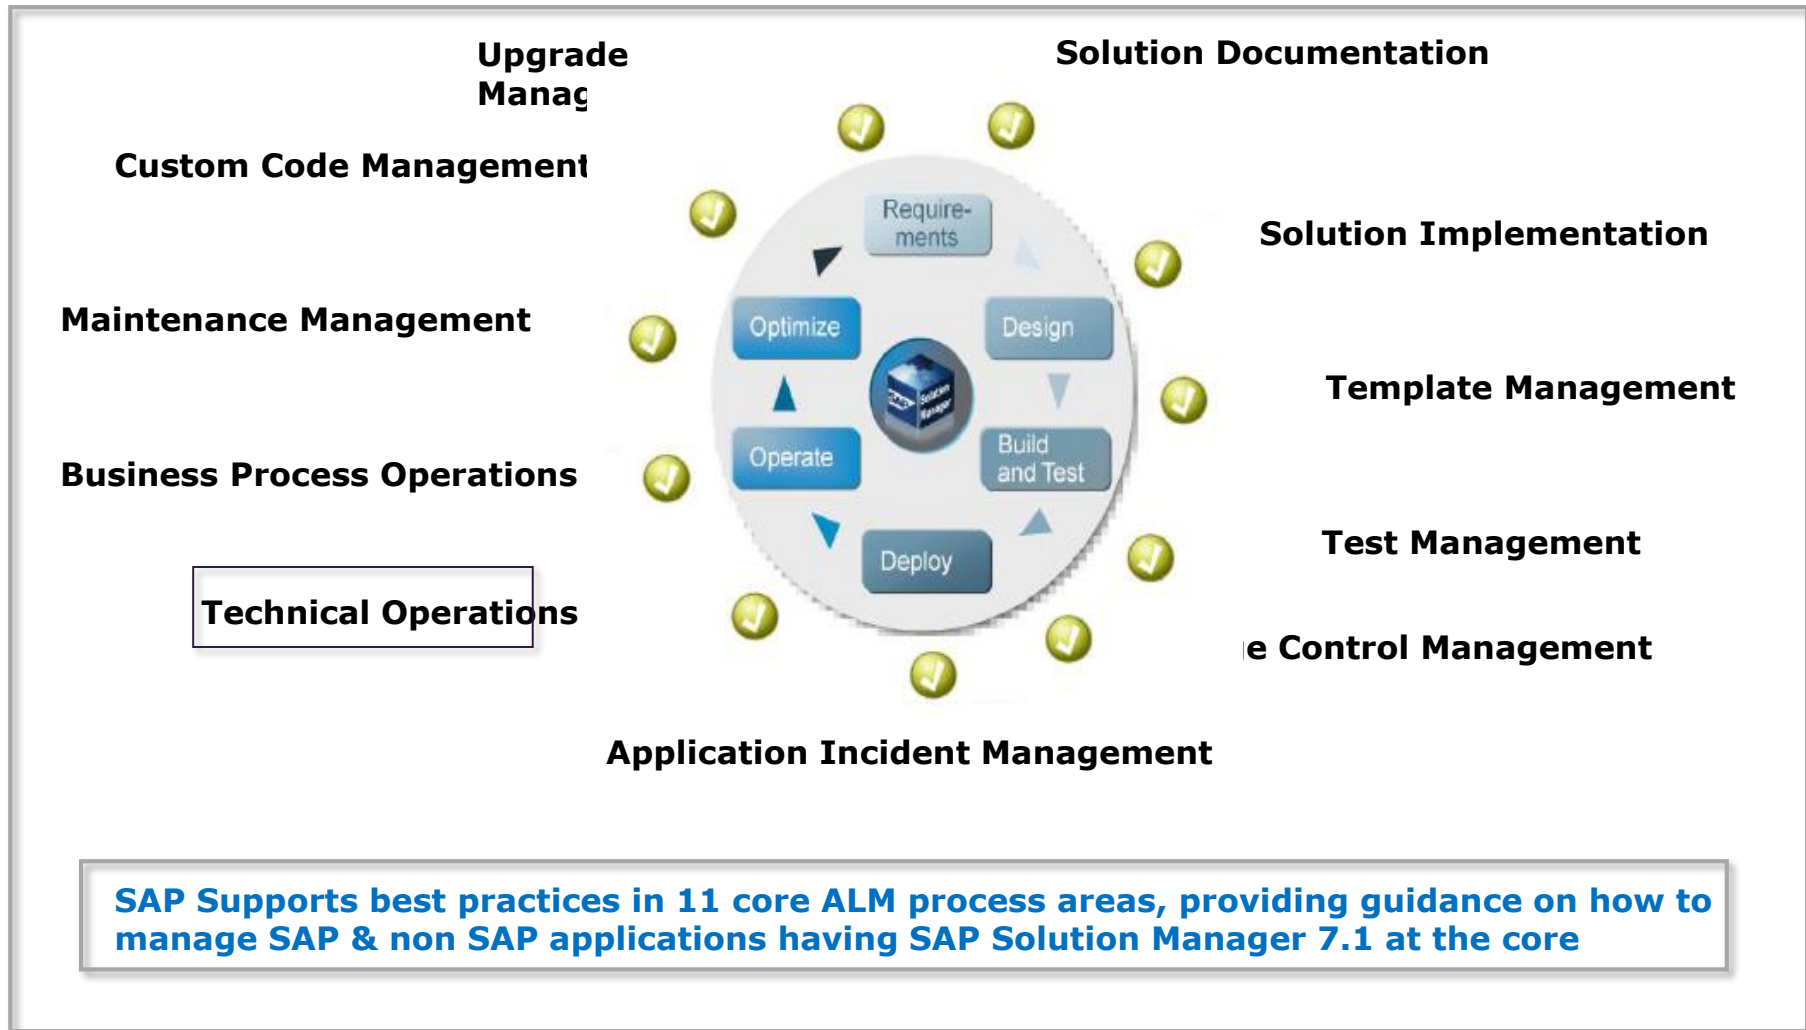 Upgrade
Manag
Solution Documentation
Custom Code Management
Require-
ments
Solution Implementation
Maintenance Management
Optimize
Design
SAP
Solution
Manager
Template Management
Business Process Operations
Operate
Build
and Test
Test Management
Deploy
Technical Operations
e Control Management
Application Incident Management
SAP Supports best practices in 11 core ALM process areas, providing guidance on how to
manage SAP & non SAP applications having SAP Solution Manager 7.1 at the core